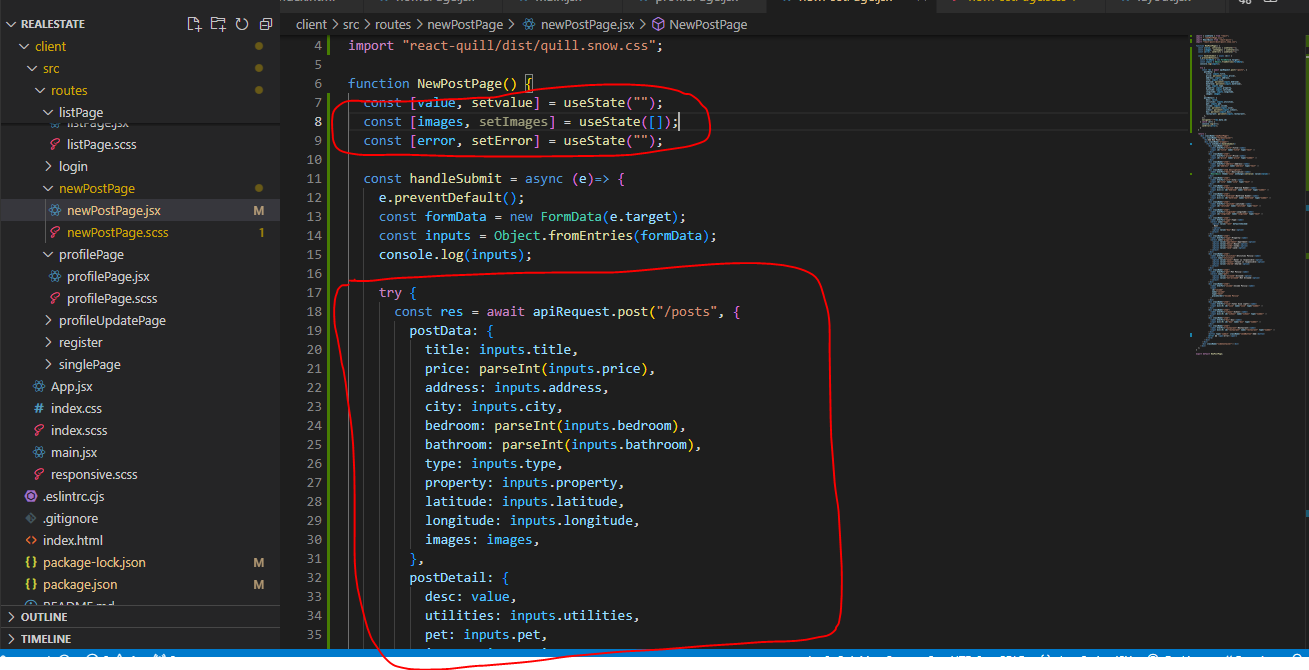 REALESTATE
client
src
routes
listPage
listPage.jsx
listPage.scss
login
newPostPage
newPostPage.jsx M
newPostPage.scss 1
profilePage
profilePage.jsx
profilePage.scss
profileUpdatePage
register
singlePage
App.jsx
index.css
index.scss
main.jsx
responsive.scss
.eslintrc.cjs
.gitignore
index.html
package-lock.json M
package.json M
README.md
OUTLINE
TIMELINE
client > src > routes > newPostPage > newPostPage.jsx > NewPostPage
4 import "react-quill/dist/quill.snow.css";
5
6 function NewPostPage() {
7 const [value, setvalue] = useState("");
8 const [images, setImages] = useState([]);
9 const [error, setError] = useState("");
10
11 const handleSubmit = async (e)=> {
12 e.preventDefault();
13 const formData = new FormData(e.target);
14 const inputs = Object.fromEntries(formData);
15 console.log(inputs);
16
17 try {
18 const res = await apiRequest.post("/posts", {
19 postData: {
20 title: inputs.title,
21 price: parseInt(inputs.price),
22 address: inputs.address,
23 city: inputs.city,
24 bedroom: parseInt(inputs.bedroom),
25 bathroom: parseInt(inputs.bathroom),
26 type: inputs.type,
27 property: inputs.property,
28 latitude: inputs.latitude,
29 longitude: inputs.longitude,
30 images: images,
31 },
32 postDetail: {
33 desc: value,
34 utilities: inputs.utilities,
35 pet: inputs.pet,